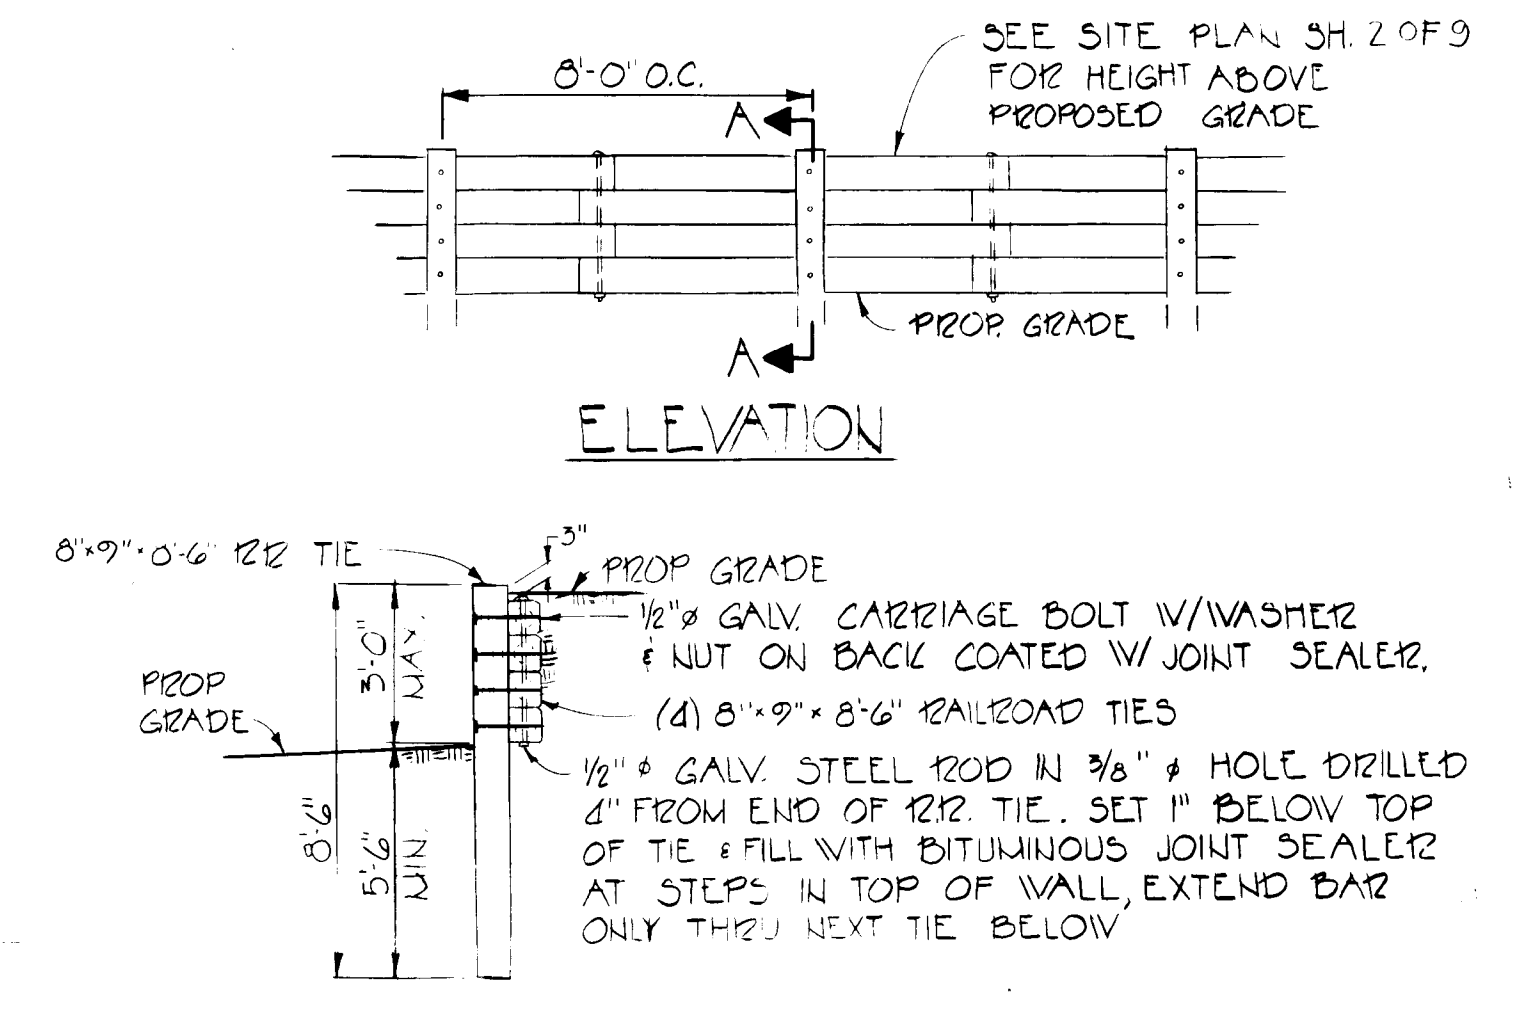 SEE SITE PLAN SH. 2 OF 9
FOR HEIGHT ABOVE
PROPOSED GRADE
8'-0" O.C.
A
PROP. GRADE
A
ELEVATION
8"x9"x8'-6" RR TIE
3"
PROP GRADE
1/2"ø GALV. CARRIAGE BOLT W/WASHER
& NUT ON BACK COATED W/ JOINT SEALER.
3'-0"
MAX.
PROP
GRADE
(4) 8"x9"x 8'-6" RAILROAD TIES
1/2" ø GALV. STEEL ROD IN 3/8" ø HOLE DRILLED
4" FROM END OF R.R. TIE. SET 1" BELOW TOP
OF TIE & FILL WITH BITUMINOUS JOINT SEALER
AT STEPS IN TOP OF WALL, EXTEND BAR
ONLY THRU NEXT TIE BELOW
8'-6"
5'-6"
MIN.